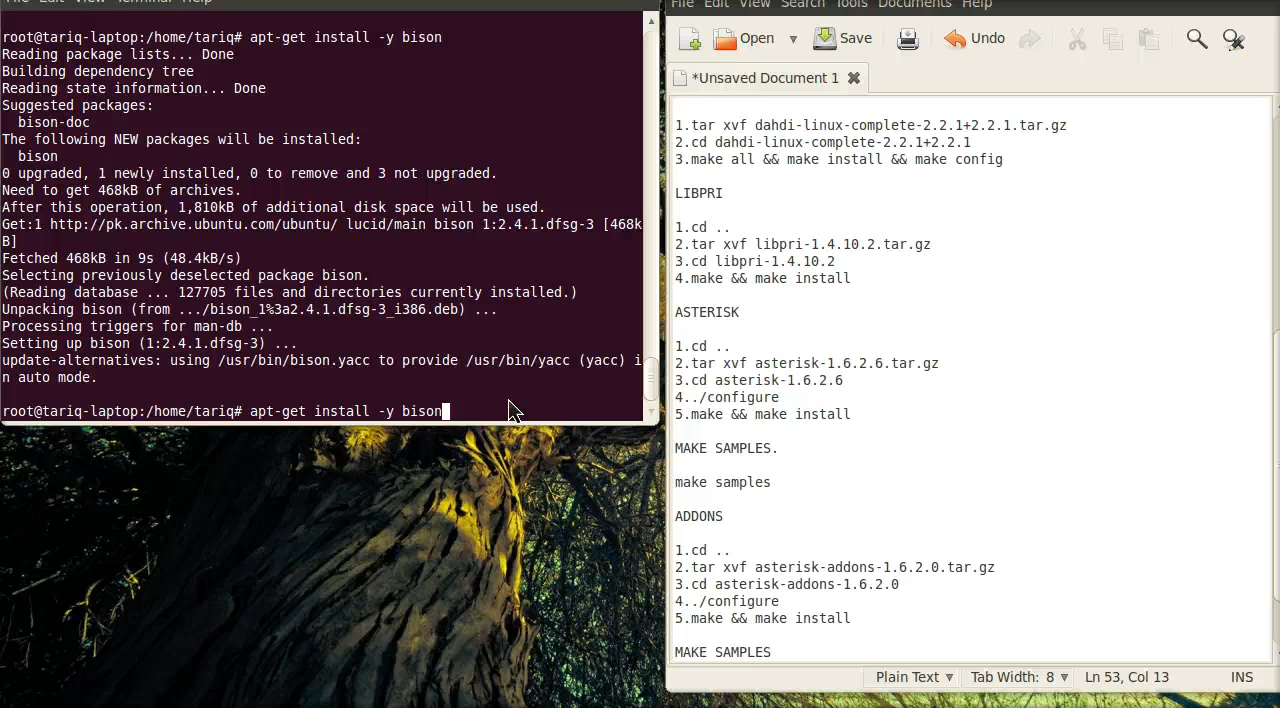 File Edit View Terminal Help
root@tariq-laptop:/home/tariq# apt-get install -y bison
Reading package lists... Done
Building dependency tree
Reading state information... Done
Suggested packages:
  bison-doc
The following NEW packages will be installed:
  bison
0 upgraded, 1 newly installed, 0 to remove and 3 not upgraded.
Need to get 468kB of archives.
After this operation, 1,810kB of additional disk space will be used.
Get:1 http://pk.archive.ubuntu.com/ubuntu/ lucid/main bison 1:2.4.1.dfsg-3 [468k
B]
Fetched 468kB in 9s (48.4kB/s)
Selecting previously deselected package bison.
(Reading database ... 127705 files and directories currently installed.)
Unpacking bison (from .../bison_1%3a2.4.1.dfsg-3_i386.deb) ...
Processing triggers for man-db ...
Setting up bison (1:2.4.1.dfsg-3) ...
update-alternatives: using /usr/bin/bison.yacc to provide /usr/bin/yacc (yacc) i
n auto mode.
root@tariq-laptop:/home/tariq# apt-get install -y bison
File Edit View Search Tools Documents Help
Open Save Undo
*Unsaved Document 1
1.tar xvf dahdi-linux-complete-2.2.1+2.2.1.tar.gz
2.cd dahdi-linux-complete-2.2.1+2.2.1
3.make all && make install && make config
LIBPRI
1.cd ..
2.tar xvf libpri-1.4.10.2.tar.gz
3.cd libpri-1.4.10.2
4.make && make install
ASTERISK
1.cd ..
2.tar xvf asterisk-1.6.2.6.tar.gz
3.cd asterisk-1.6.2.6
4../configure
5.make && make install
MAKE SAMPLES.
make samples
ADDONS
1.cd ..
2.tar xvf asterisk-addons-1.6.2.0.tar.gz
3.cd asterisk-addons-1.6.2.0
4../configure
5.make && make install
MAKE SAMPLES
Plain Text Tab Width: 8 Ln 53, Col 13 INS